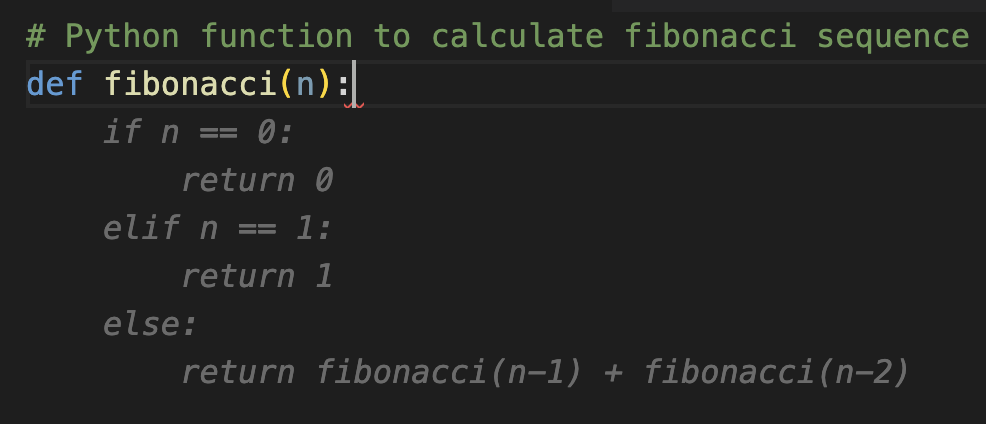 # Python function to calculate fibonacci sequence
def fibonacci(n):
    if n == 0:
        return 0
    elif n == 1:
        return 1
    else:
        return fibonacci(n-1) + fibonacci(n-2)